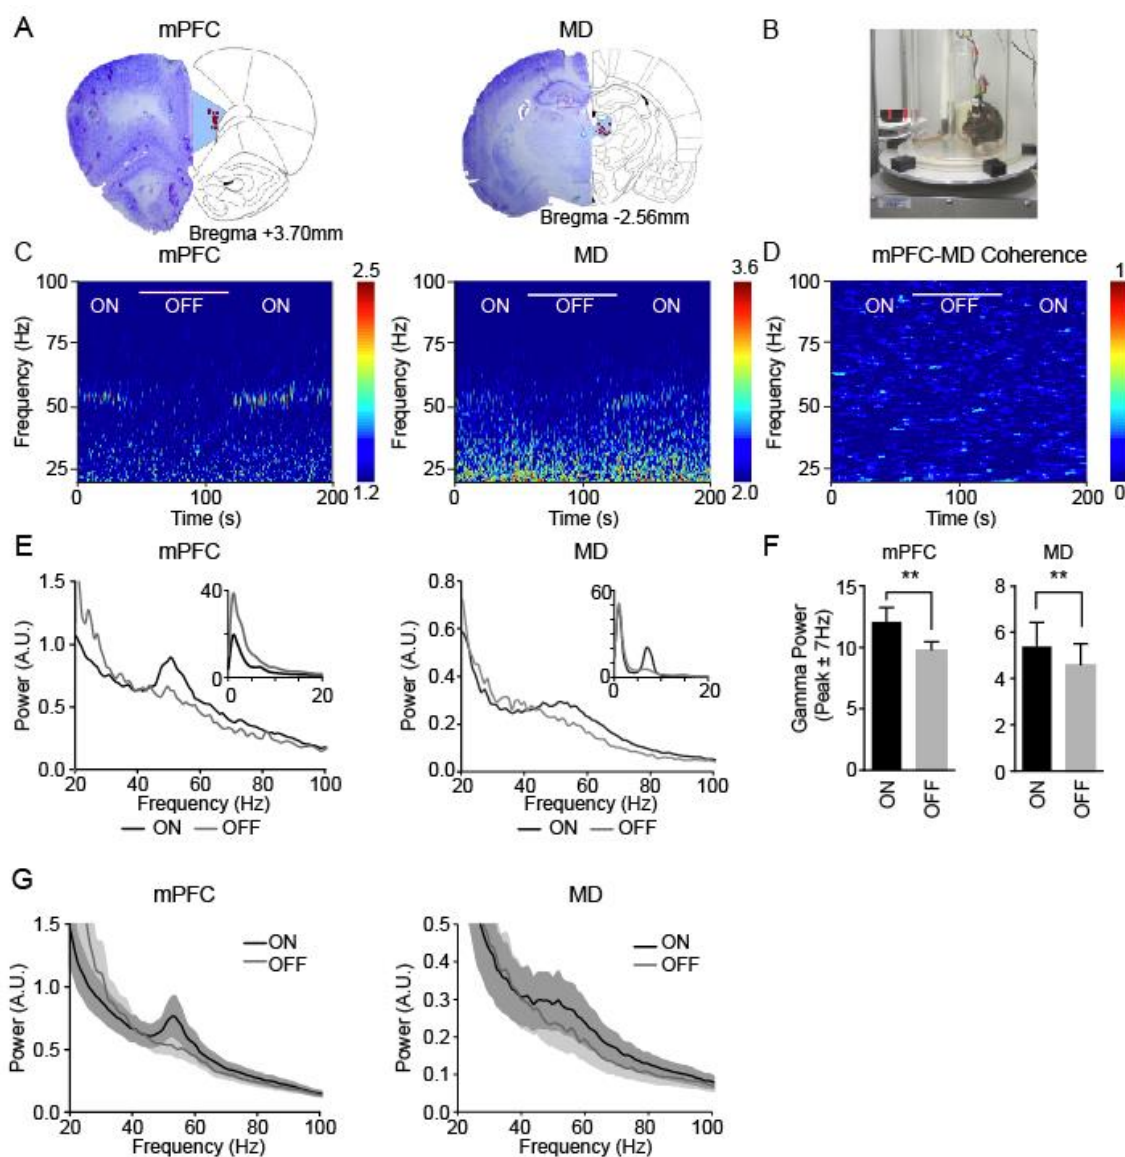 A
mPFC
MD
B
Bregma +3.70mm
Bregma -2.56mm
C
mPFC
MD
D
mPFC-MD Coherence
100
75
50
25
Frequency (Hz)
ON
OFF
ON
0
100
200
Time (s)
2.5
1.2
100
75
50
25
Frequency (Hz)
ON
OFF
ON
0
100
200
Time (s)
3.6
2.0
100
75
50
25
Frequency (Hz)
ON
OFF
ON
0
100
200
Time (s)
1
0
E
mPFC
MD
1.5
1.0
0.5
0.0
Power (A.U.)
40
20
0
0
20
20
40
60
80
100
Frequency (Hz)
ON
OFF
0.8
0.6
0.4
0.2
0.0
Power (A.U.)
60
30
0
0
20
20
40
60
80
100
Frequency (Hz)
ON
OFF
F
mPFC
MD
Gamma Power
(Peak ± 7Hz)
15
10
5
0
**
ON
OFF
8
6
4
2
0
**
ON
OFF
G
mPFC
MD
1.5
1.0
0.5
0.0
Power (A.U.)
ON
OFF
20
40
60
80
100
Frequency (Hz)
0.5
0.4
0.3
0.2
0.1
0.0
Power (A.U.)
ON
OFF
20
40
60
80
100
Frequency (Hz)